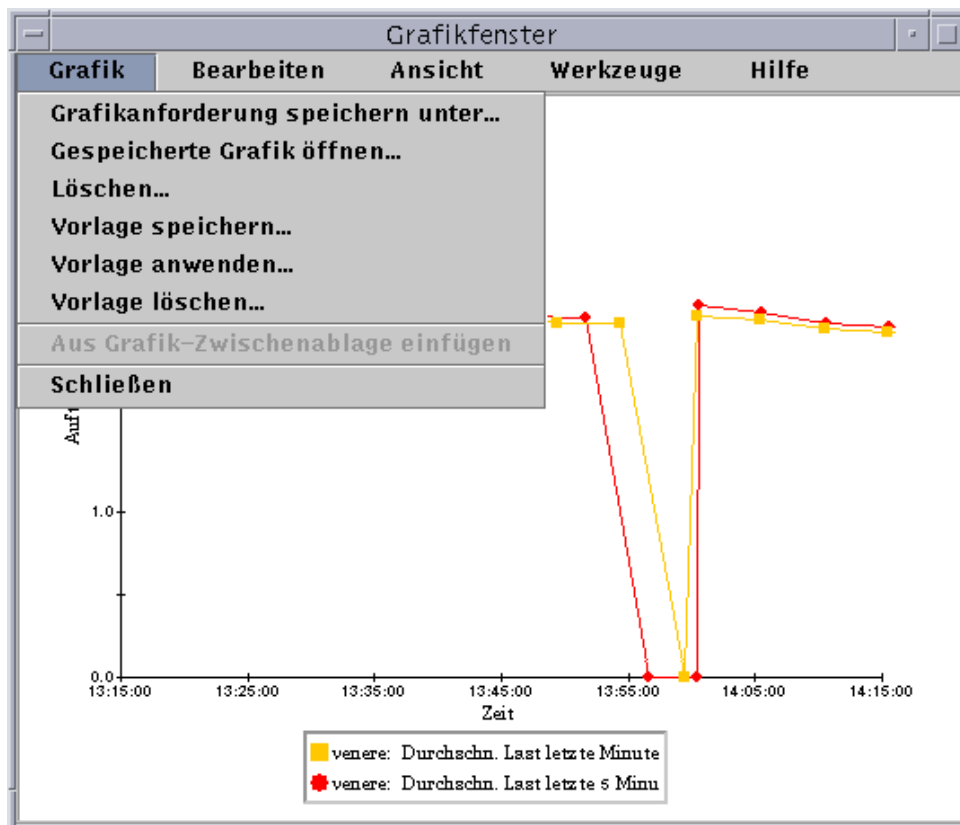 Grafikfenster
Grafik Bearbeiten Ansicht Werkzeuge Hilfe
Grafikanforderung speichern unter...
Gespeicherte Grafik öffnen...
Löschen...
Vorlage speichern...
Vorlage anwenden...
Vorlage löschen...
Aus Grafik-Zwischenablage einfügen
Schließen
1.0
0.0
13:15:00 13:25:00 13:35:00 13:45:00 13:55:00 14:05:00 14:15:00
Zeit
venere: Durchschn. Last letzte Minute
venere: Durchschn. Last letzte 5 Minu